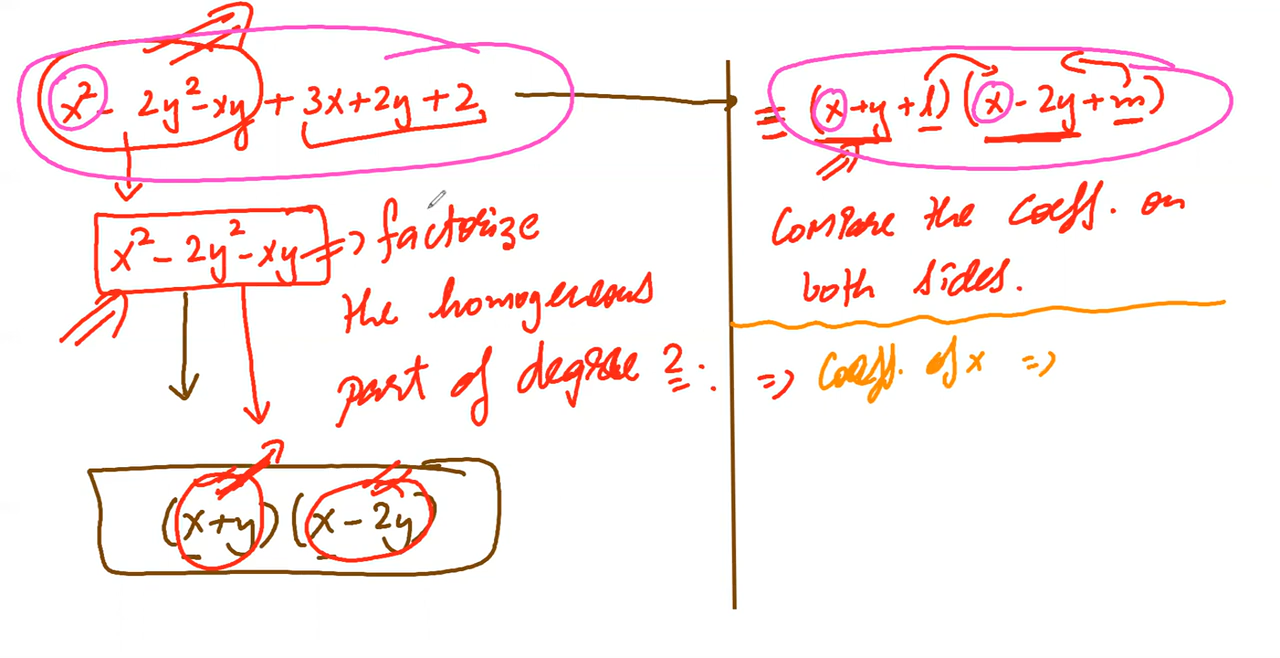 x² - 2y² - xy + 3x + 2y + 2
x² - 2y² - xy => factorize
the homogeneous
part of degree 2.
(x+y) (x-2y)
≡ (x+y+l) (x-2y+m)
Compare the coeff. on
both sides.
=> Coeff. of x =>